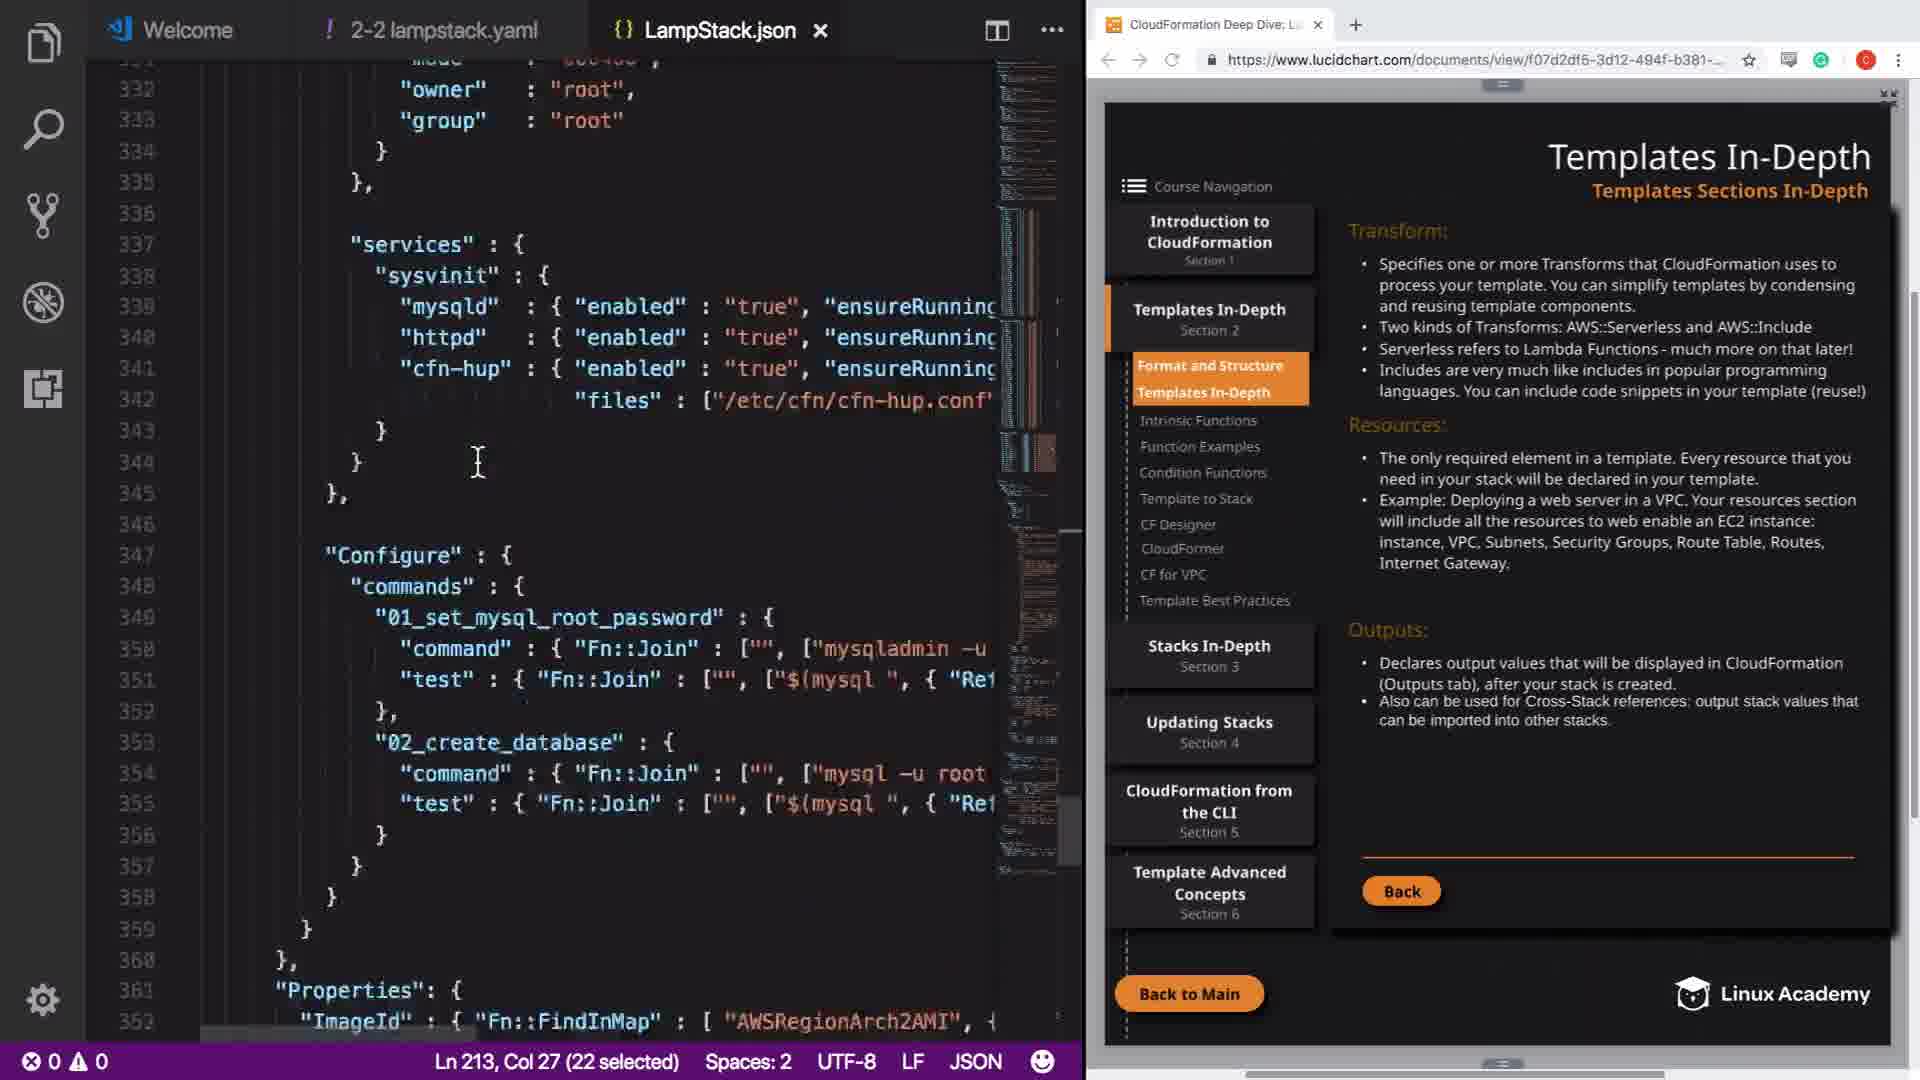 Welcome
! 2-2 lampstack.yaml
{} LampStack.json
332 "owner" : "root",
333 "group" : "root"
334 }
335 },
336
337 "services" : {
338 "sysvinit" : {
339 "mysqld" : { "enabled" : "true", "ensureRunning
340 "httpd" : { "enabled" : "true", "ensureRunning
341 "cfn-hup" : { "enabled" : "true", "ensureRunning
342 "files" : ["/etc/cfn/cfn-hup.conf"
343 }
344 }
345 },
346
347 "Configure" : {
348 "commands" : {
349 "01_set_mysql_root_password" : {
350 "command" : { "Fn::Join" : ["", ["mysqladmin -u
351 "test" : { "Fn::Join" : ["", ["$(mysql ", { "Ref
352 },
353 "02_create_database" : {
354 "command" : { "Fn::Join" : ["", ["mysql -u root
355 "test" : { "Fn::Join" : ["", ["$(mysql ", { "Ref
356 }
357 }
358 }
359 }
360 },
361 "Properties": {
362 "ImageId" : { "Fn::FindInMap" : [ "AWSRegionArch2AMI", {
0 0
Ln 213, Col 27 (22 selected)
Spaces: 2
UTF-8
LF
JSON
CloudFormation Deep Dive: L
https://www.lucidchart.com/documents/view/f07d2df5-3d12-494f-b381-...
C
Templates In-Depth
Templates Sections In-Depth
Course Navigation
Introduction to
CloudFormation
Section 1
Templates In-Depth
Section 2
Format and Structure
Templates In-Depth
Intrinsic Functions
Function Examples
Condition Functions
Template to Stack
CF Designer
CloudFormer
CF for VPC
Template Best Practices
Stacks In-Depth
Section 3
Updating Stacks
Section 4
CloudFormation from
the CLI
Section 5
Template Advanced
Concepts
Section 6
Back to Main
Transform:
• Specifies one or more Transforms that CloudFormation uses to
process your template. You can simplify templates by condensing
and reusing template components.
• Two kinds of Transforms: AWS::Serverless and AWS::Include
• Serverless refers to Lambda Functions - much more on that later!
• Includes are very much like includes in popular programming
languages. You can include code snippets in your template (reuse!)
Resources:
• The only required element in a template. Every resource that you
need in your stack will be declared in your template.
• Example: Deploying a web server in a VPC. Your resources section
will include all the resources to web enable an EC2 instance:
instance, VPC, Subnets, Security Groups, Route Table, Routes,
Internet Gateway.
Outputs:
• Declares output values that will be displayed in CloudFormation
(Outputs tab), after your stack is created.
• Also can be used for Cross-Stack references: output stack values that
can be imported into other stacks.
Back
Linux Academy